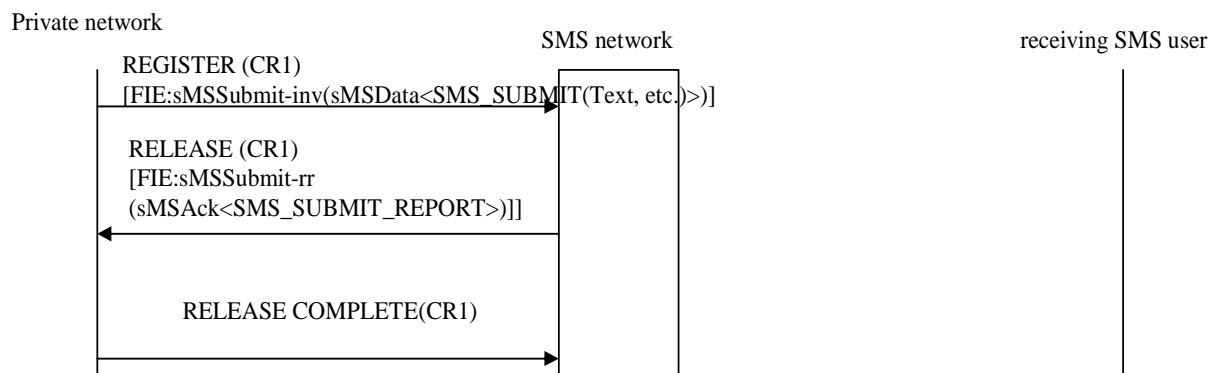 Private network
SMS network
receiving SMS user
REGISTER (CR1)
[FIE:sMSSubmit-inv(sMSData<SMS_SUBMIT(Text, etc.)>)]
RELEASE (CR1)
[FIE:sMSSubmit-rr
(sMSAck<SMS_SUBMIT_REPORT>)]]
RELEASE COMPLETE(CR1)